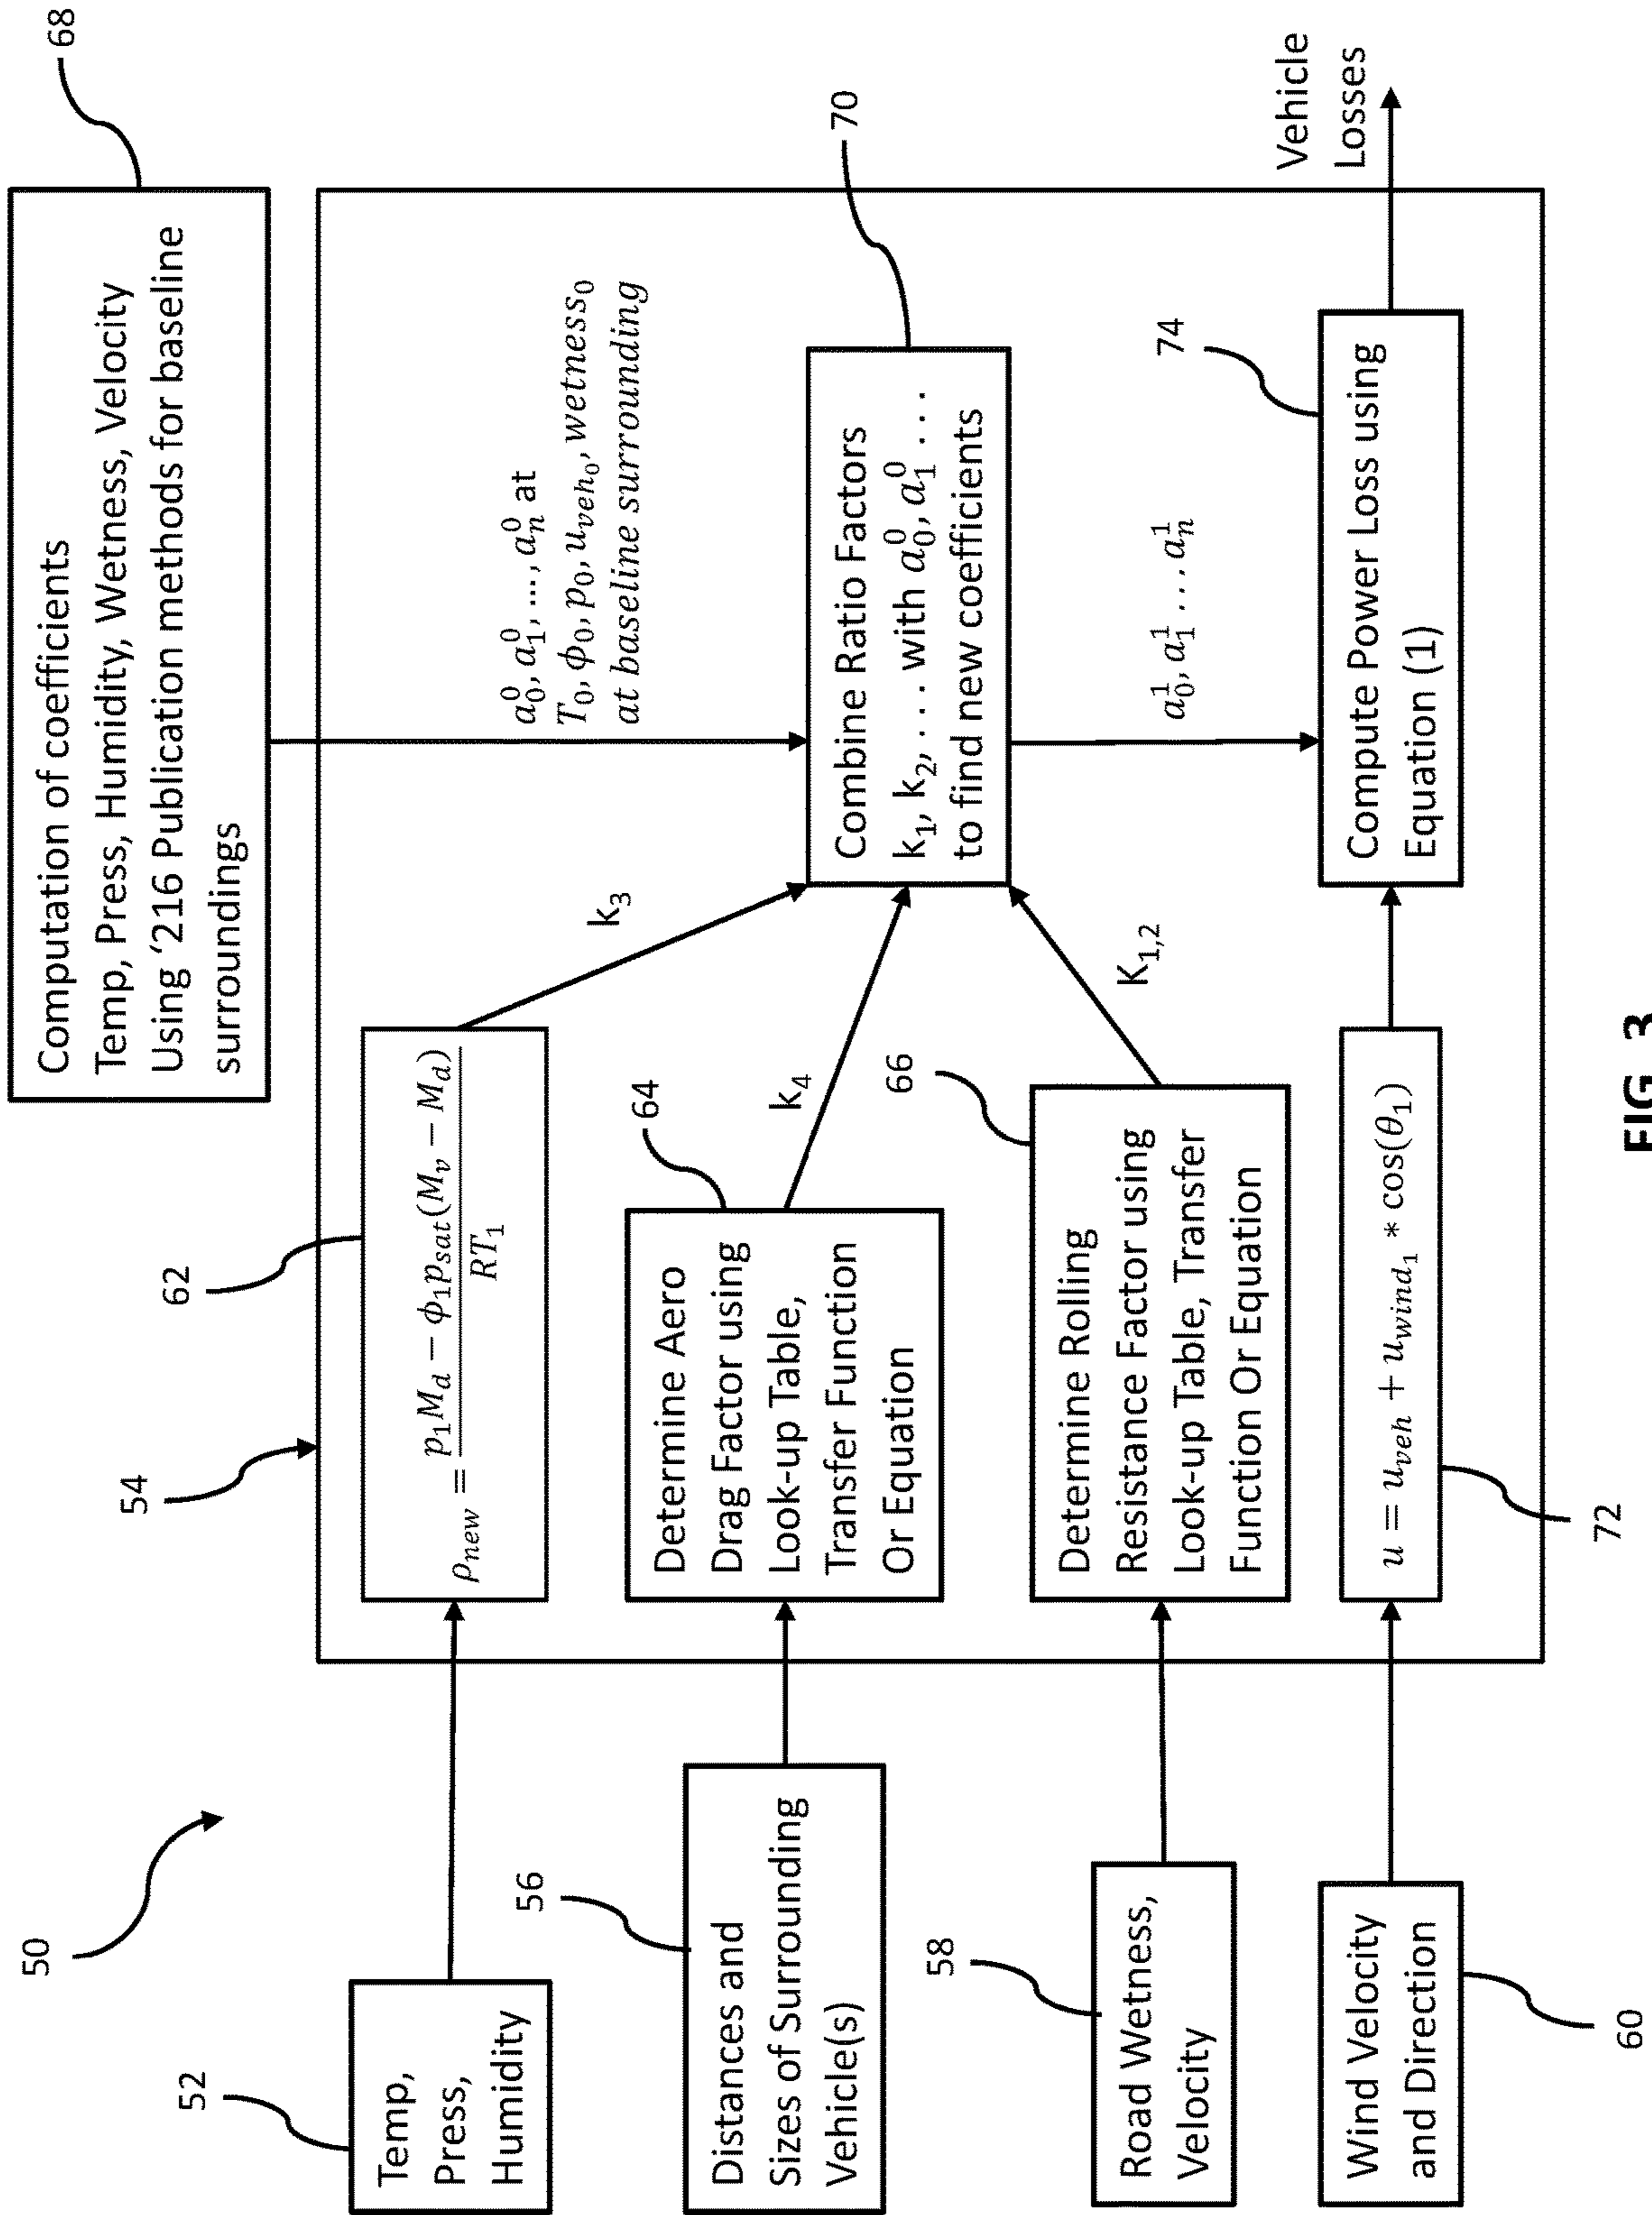 50
52
Temp,
Press,
Humidity
56
Distances and
Sizes of Surrounding
Vehicle(s)
58
Road Wetness,
Velocity
60
Wind Velocity
and Direction
54
62
ρ_new = (p₁M_d − ϕ₁p_sat(M_v − M_d)) / RT₁
64
Determine Aero
Drag Factor using
Look-up Table,
Transfer Function
Or Equation
66
Determine Rolling
Resistance Factor using
Look-up Table, Transfer
Function Or Equation
72
u = u_veh + u_wind₁ * cos(θ₁)
k₃
k₄
K₁,₂
68
Computation of coefficients
Temp, Press, Humidity, Wetness, Velocity
Using ‘216 Publication methods for baseline
surroundings
a₀⁰, a₁⁰, ..., aₙ⁰ at
T₀, ϕ₀, p₀, u_veh₀, wetness₀
at baseline surrounding
70
Combine Ratio Factors
k₁, k₂, . . . . with a₀⁰, a₁⁰ . . . .
to find new coefficients
a₀¹, a₁¹ . . . aₙ¹
74
Compute Power Loss using
Equation (1)
Vehicle
Losses
FIG. 3